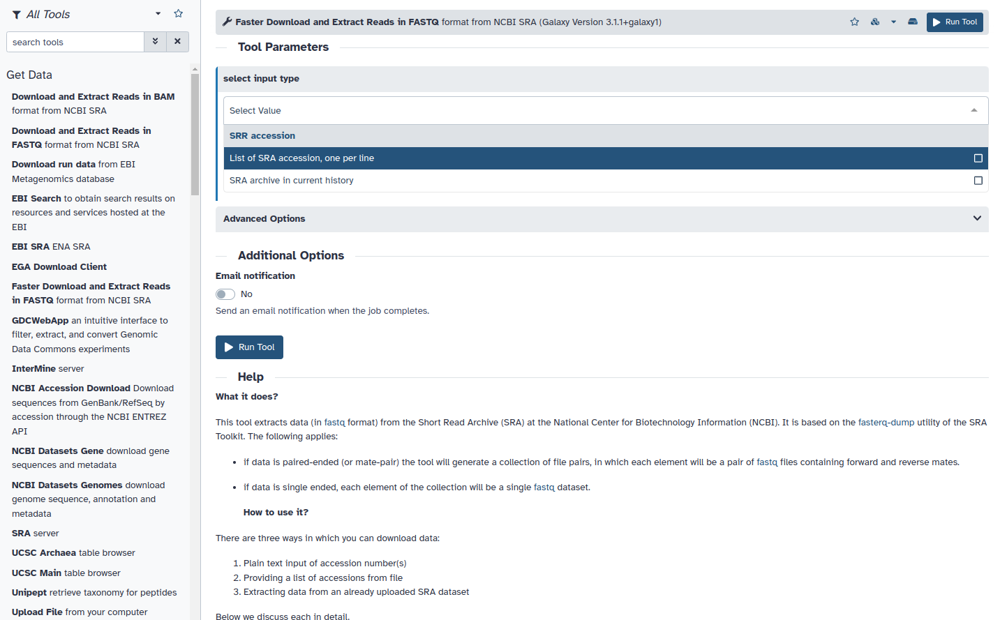 All Tools
search tools
Get Data
Download and Extract Reads in BAM
format from NCBI SRA
Download and Extract Reads in
FASTQ format from NCBI SRA
Download run data from EBI
Metagenomics database
EBI Search to obtain search results on
resources and services hosted at the
EBI
EBI SRA ENA SRA
EGA Download Client
Faster Download and Extract Reads
in FASTQ format from NCBI SRA
GDCWebApp an intuitive interface to
filter, extract, and convert Genomic
Data Commons experiments
InterMine server
NCBI Accession Download Download
sequences from GenBank/RefSeq by
accession through the NCBI ENTREZ
API
NCBI Datasets Gene download gene
sequences and metadata
NCBI Datasets Genomes download
genome sequence, annotation and
metadata
SRA server
UCSC Archaea table browser
UCSC Main table browser
Unipept retrieve taxonomy for peptides
Upload File from your computer
Faster Download and Extract Reads in FASTQ format from NCBI SRA (Galaxy Version 3.1.1+galaxy1)
Run Tool
Tool Parameters
select input type
Select Value
SRR accession
List of SRA accession, one per line
SRA archive in current history
Advanced Options
Additional Options
Email notification
No
Send an email notification when the job completes.
Run Tool
Help
What it does?
This tool extracts data (in fastq format) from the Short Read Archive (SRA) at the National Center for Biotechnology Information (NCBI). It is based on the fasterq-dump utility of the SRA
Toolkit. The following applies:
• if data is paired-ended (or mate-pair) the tool will generate a collection of file pairs, in which each element will be a pair of fastq files containing forward and reverse mates.
• if data is single ended, each element of the collection will be a single fastq dataset.
How to use it?
There are three ways in which you can download data:
1. Plain text input of accession number(s)
2. Providing a list of accessions from file
3. Extracting data from an already uploaded SRA dataset
Below we discuss each in detail.